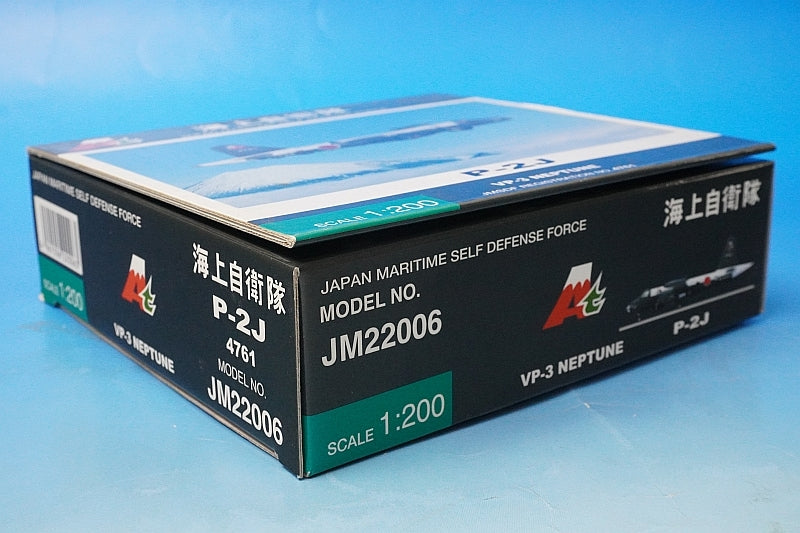 海上自衛隊
P-2J
VP-3 NEPTUNE
SCALE 1:200
JAPAN MARITIME SELF DEFENSE FORCE
SCALE 1:200
At
VP-3 NEPTUNE
海上自衛隊
P-2J
4761
MODEL NO.
JM22006
JAPAN MARITIME SELF DEFENSE FORCE
MODEL NO.
JM22006
SCALE 1:200
At
VP-3 NEPTUNE
海上自衛隊
P-2J